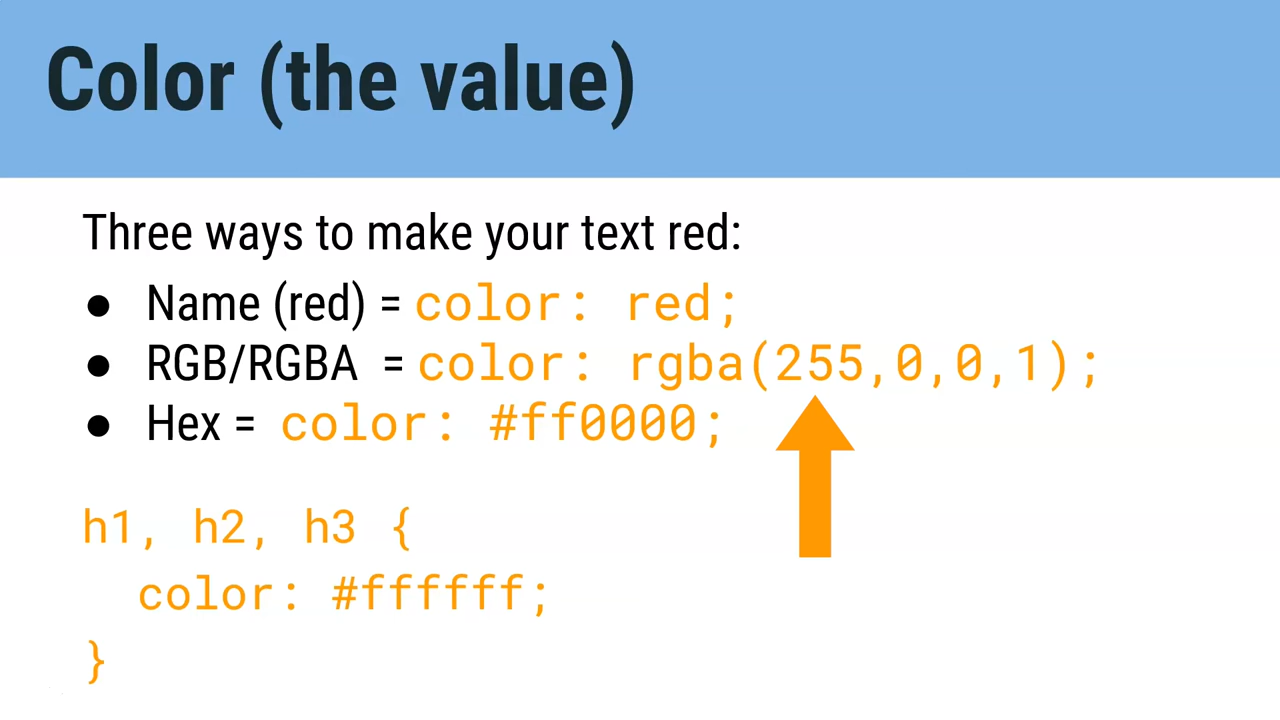 Color (the value)
Three ways to make your text red:
● Name (red) = color: red;
● RGB/RGBA = color: rgba(255,0,0,1);
● Hex = color: #ff0000;
h1, h2, h3 {
color: #ffffff;
}